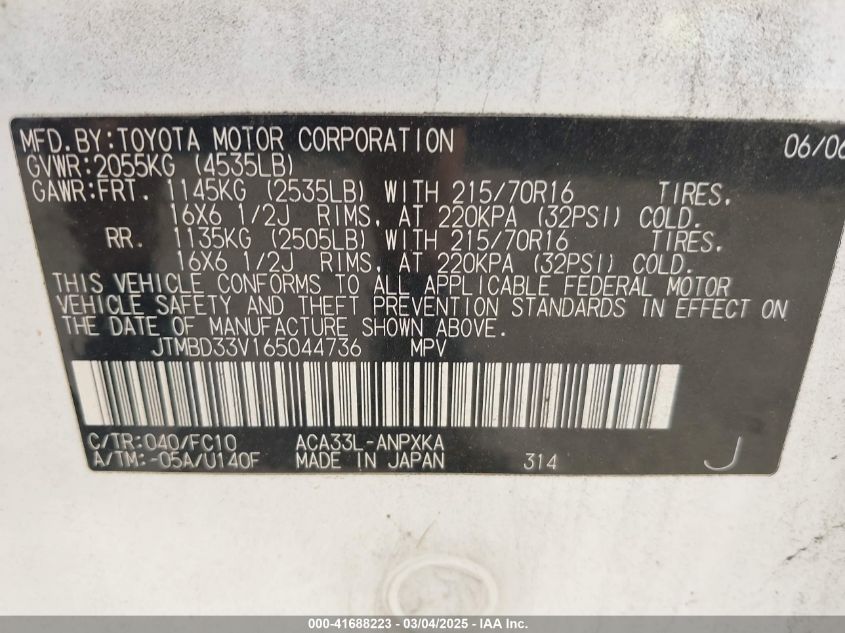 MFD.BY:TOYOTA MOTOR CORPORATION 06/06
GVWR:2055KG (4535LB)
GAWR:FRT. 1145KG (2535LB) WITH 215/70R16 TIRES.
16X6 1/2J RIMS, AT 220KPA (32PSI) COLD.
RR. 1135KG (2505LB) WITH 215/70R16 TIRES,
16X6 1/2J RIMS, AT 220KPA (32PSI) COLD.
THIS VEHICLE CONFORMS TO ALL APPLICABLE FEDERAL MOTOR
VEHICLE SAFETY AND THEFT PREVENTION STANDARDS IN EFFECT ON
THE DATE OF MANUFACTURE SHOWN ABOVE.
JTMBD33V165044736 MPV
C/TR:040/FC10 ACA33L-ANPXKA
A/TM:-05A/U140F MADE IN JAPAN 314 J
000-41688223 - 03/04/2025 - IAA Inc.